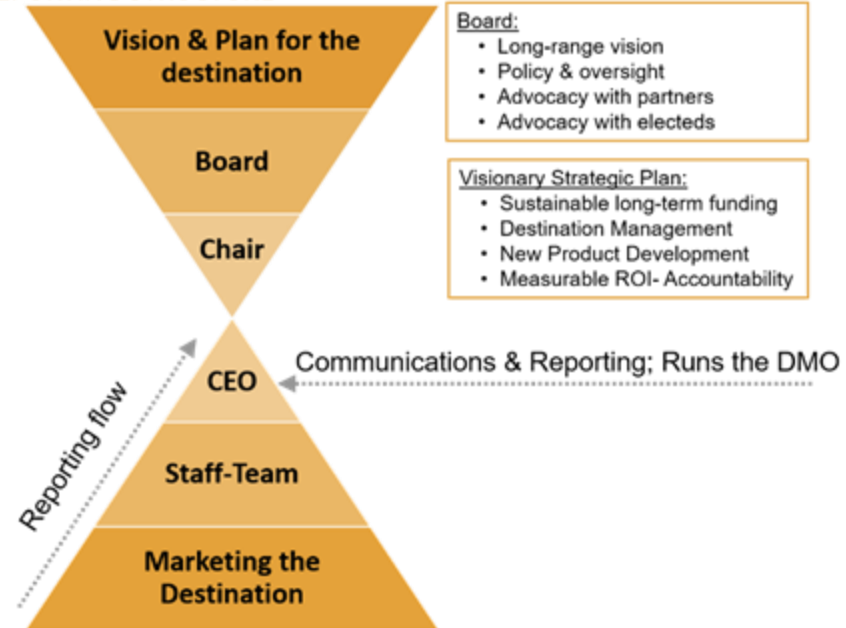 Vision & Plan for the
destination
Board
Chair
CEO
Staff-Team
Marketing the
Destination
Reporting flow
Board:
• Long-range vision
• Policy & oversight
• Advocacy with partners
• Advocacy with electeds
Visionary Strategic Plan:
• Sustainable long-term funding
• Destination Management
• New Product Development
• Measurable ROI- Accountability
Communications & Reporting; Runs the DMO